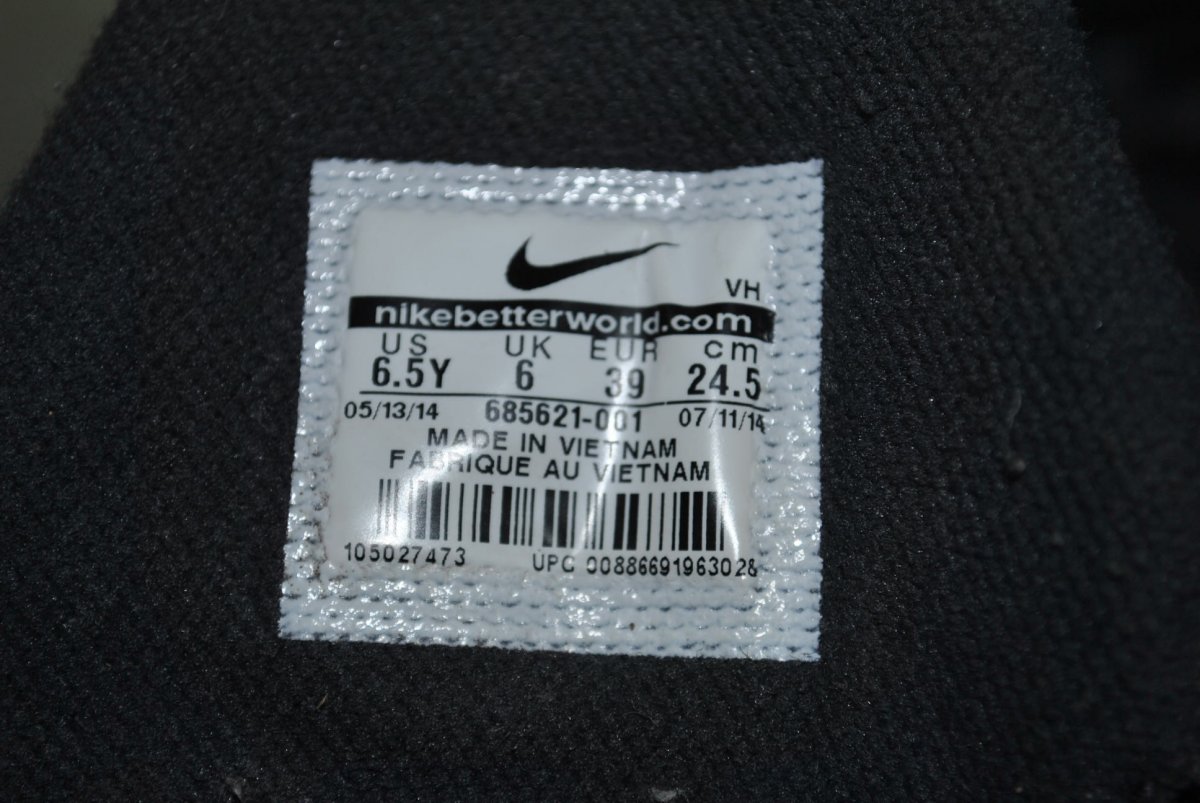 VH
nikebetterworld.com
US UK EUR cm
6.5Y 6 39 24.5
05/13/14 685621-001 07/11/14
MADE IN VIETNAM
FABRIQUE AU VIETNAM
105027473 UPC 00886691963028